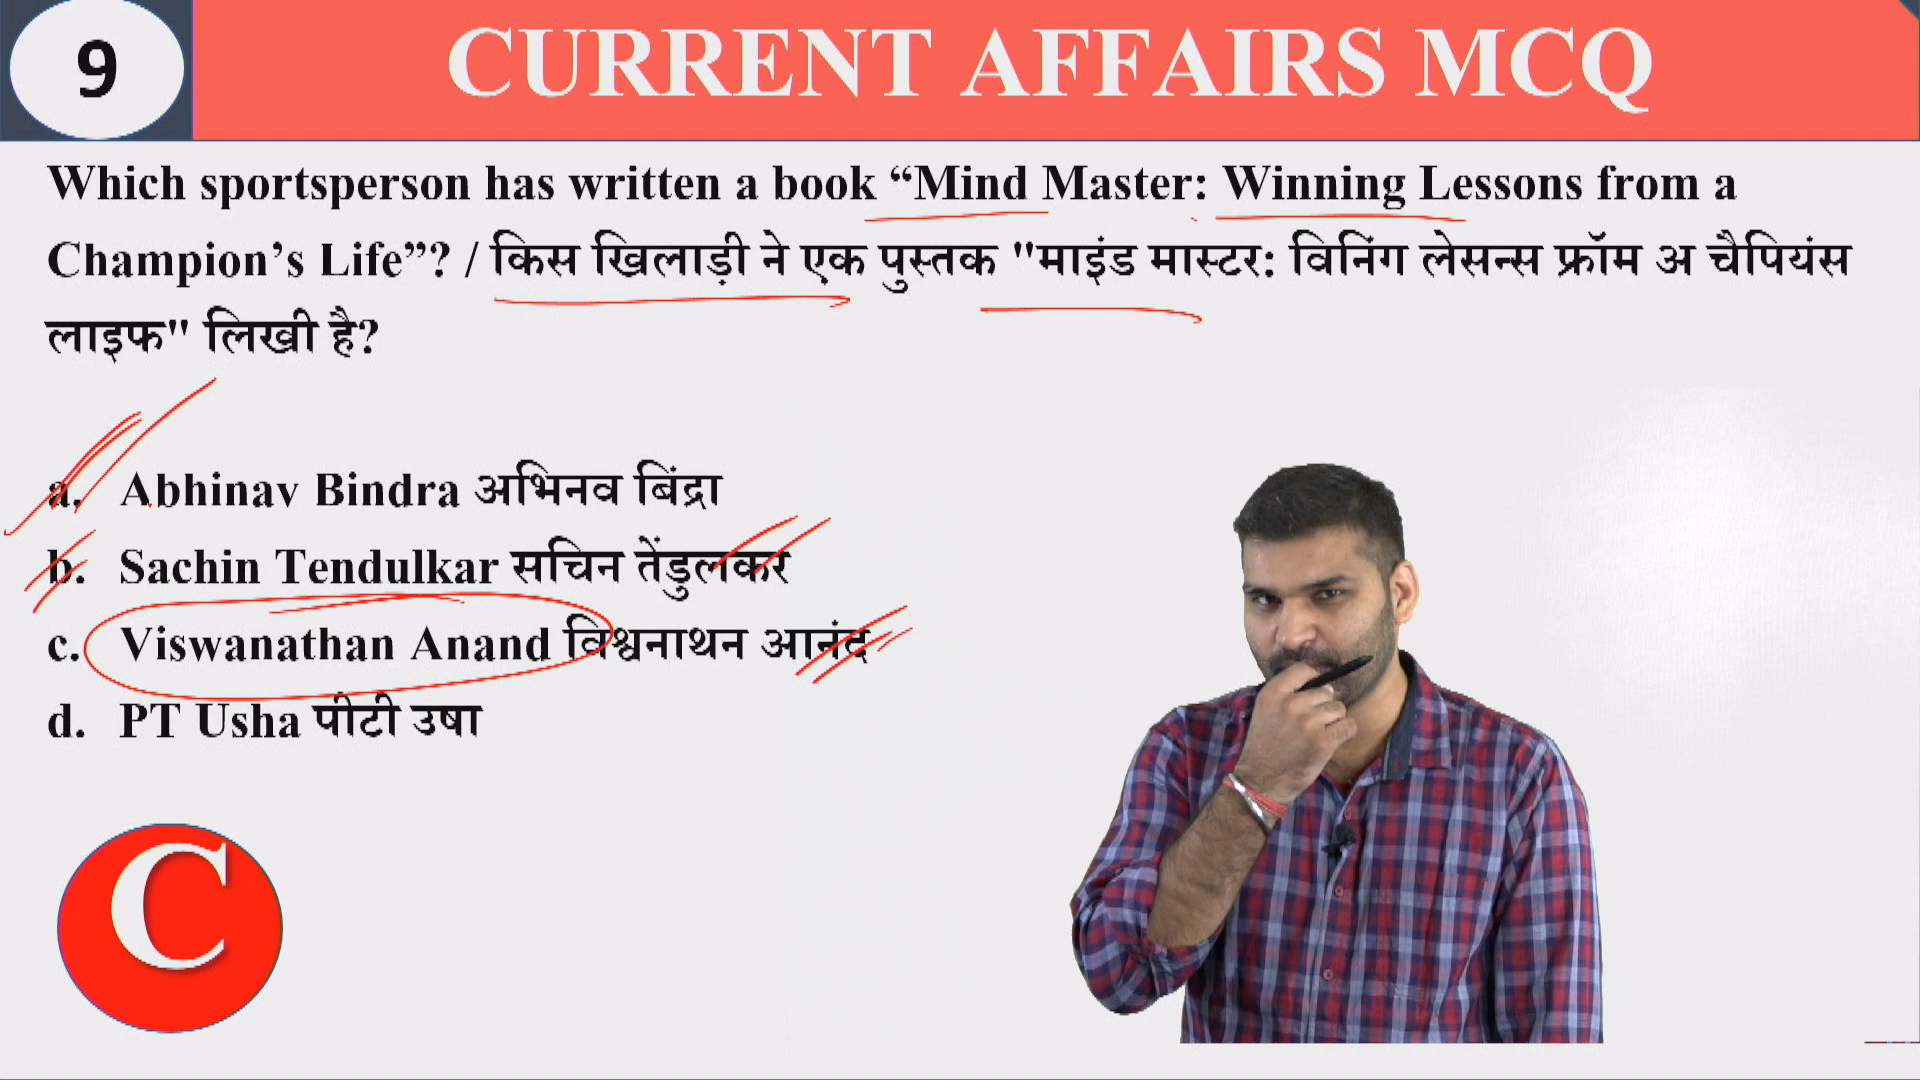 9
CURRENT AFFAIRS MCQ
Which sportsperson has written a book “Mind Master: Winning Lessons from a
Champion’s Life”? / किस खिलाड़ी ने एक पुस्तक "माइंड मास्टर: विनिंग लेसन्स फ्रॉम अ चैपियंस
लाइफ" लिखी है?
a. Abhinav Bindra अभिनव बिंद्रा
b. Sachin Tendulkar सचिन तेंडुलकर
c. Viswanathan Anand विश्वनाथन आनंद
d. PT Usha पीटी उषा
C